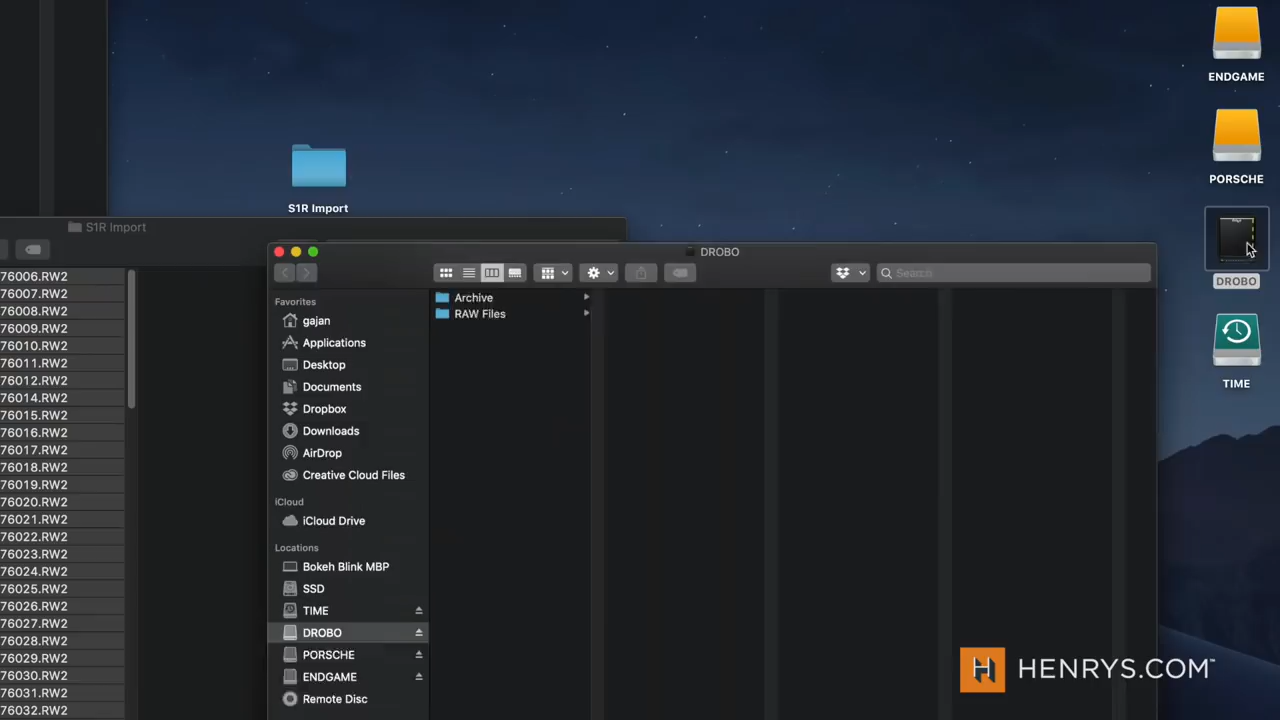 ENDGAME
PORSCHE
DROBO
TIME
S1R Import
S1R Import
76006.RW2
76007.RW2
76008.RW2
76009.RW2
76010.RW2
76011.RW2
76012.RW2
76014.RW2
76015.RW2
76016.RW2
76017.RW2
76018.RW2
76019.RW2
76020.RW2
76021.RW2
76022.RW2
76023.RW2
76024.RW2
76025.RW2
76026.RW2
76027.RW2
76028.RW2
76029.RW2
76030.RW2
76031.RW2
76032.RW2
DROBO
Search
Favorites
gajan
Applications
Desktop
Documents
Dropbox
Downloads
AirDrop
Creative Cloud Files
iCloud
iCloud Drive
Locations
Bokeh Blink MBP
SSD
TIME
DROBO
PORSCHE
ENDGAME
Remote Disc
Archive
RAW Files
H HENRYS.COM™